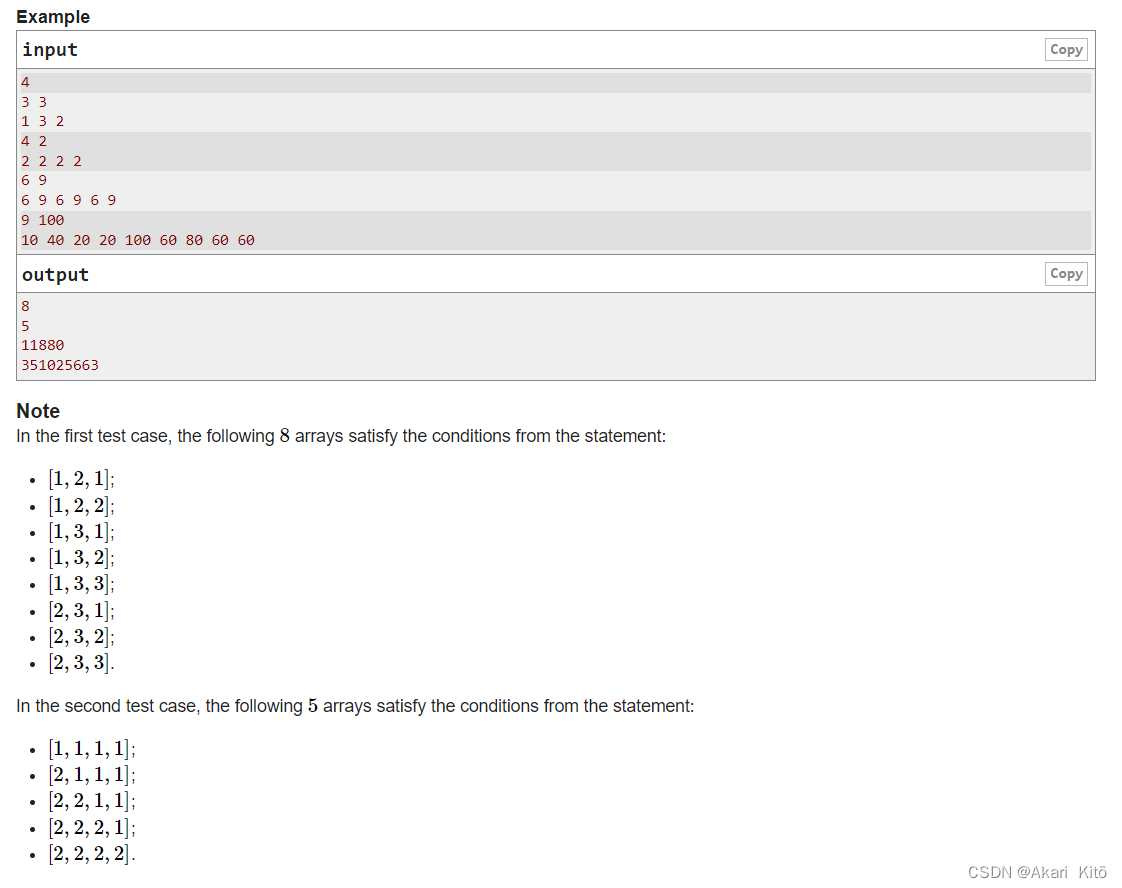 Example
input
Copy
4
3 3
1 3 2
4 2
2 2 2 2
6 9
6 9 6 9 6 9
9 100
10 40 20 20 100 60 80 60 60
output
Copy
8
5
11880
351025663
Note
In the first test case, the following 8 arrays satisfy the conditions from the statement:
• [1, 2, 1];
• [1, 2, 2];
• [1, 3, 1];
• [1, 3, 2];
• [1, 3, 3];
• [2, 3, 1];
• [2, 3, 2];
• [2, 3, 3].
In the second test case, the following 5 arrays satisfy the conditions from the statement:
• [1, 1, 1, 1];
• [2, 1, 1, 1];
• [2, 2, 1, 1];
• [2, 2, 2, 1];
• [2, 2, 2, 2].
CSDN @Akari_Kitō